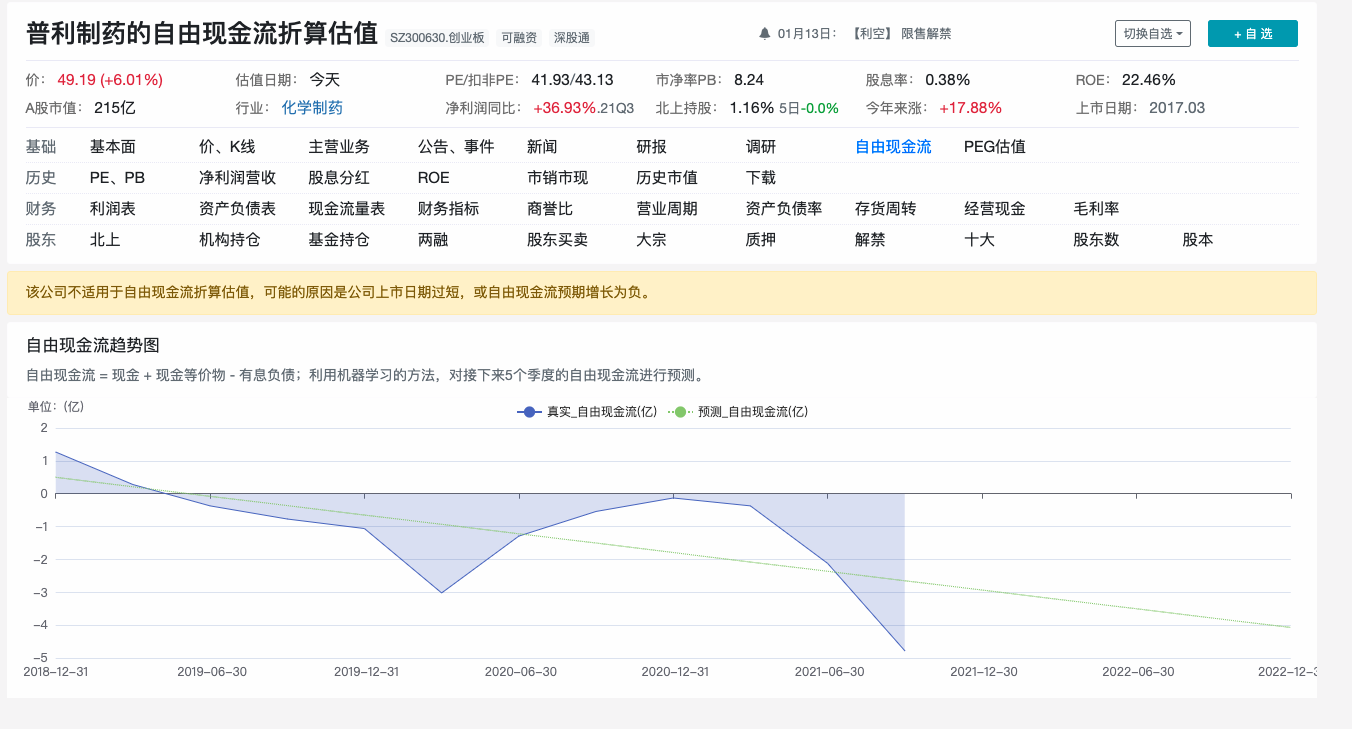 普利制药的自由现金流折算估值 SZ300630.创业板 可融资 深股通 01月13日: 【利空】 限售解禁 切换自选 + 自 选
价: 49.19 (+6.01%) 估值日期: 今天 PE/扣非PE: 41.93/43.13 市净率PB: 8.24 股息率: 0.38% ROE: 22.46%
A股市值: 215亿 行业: 化学制药 净利润同比: +36.93%.21Q3 北上持股: 1.16% 5日-0.0% 今年来涨: +17.88% 上市日期: 2017.03
基础 基本面 价、K线 主营业务 公告、事件 新闻 研报 调研 自由现金流 PEG估值
历史 PE、PB 净利润营收 股息分红 ROE 市销市现 历史市值 下载
财务 利润表 资产负债表 现金流量表 财务指标 商誉比 营业周期 资产负债率 存货周转 经营现金 毛利率
股东 北上 机构持仓 基金持仓 两融 股东买卖 大宗 质押 解禁 十大 股东数 股本
该公司不适用于自由现金流折算估值，可能的原因是公司上市日期过短，或自由现金流预期增长为负。
自由现金流趋势图
自由现金流 = 现金 + 现金等价物 - 有息负债；利用机器学习的方法，对接下来5个季度的自由现金流进行预测。
单位：(亿) 真实_自由现金流(亿) 预测_自由现金流(亿)
2
1
0
-1
-2
-3
-4
-5
2018-12-31 2019-06-30 2019-12-31 2020-06-30 2020-12-31 2021-06-30 2021-12-30 2022-06-30 2022-12-3